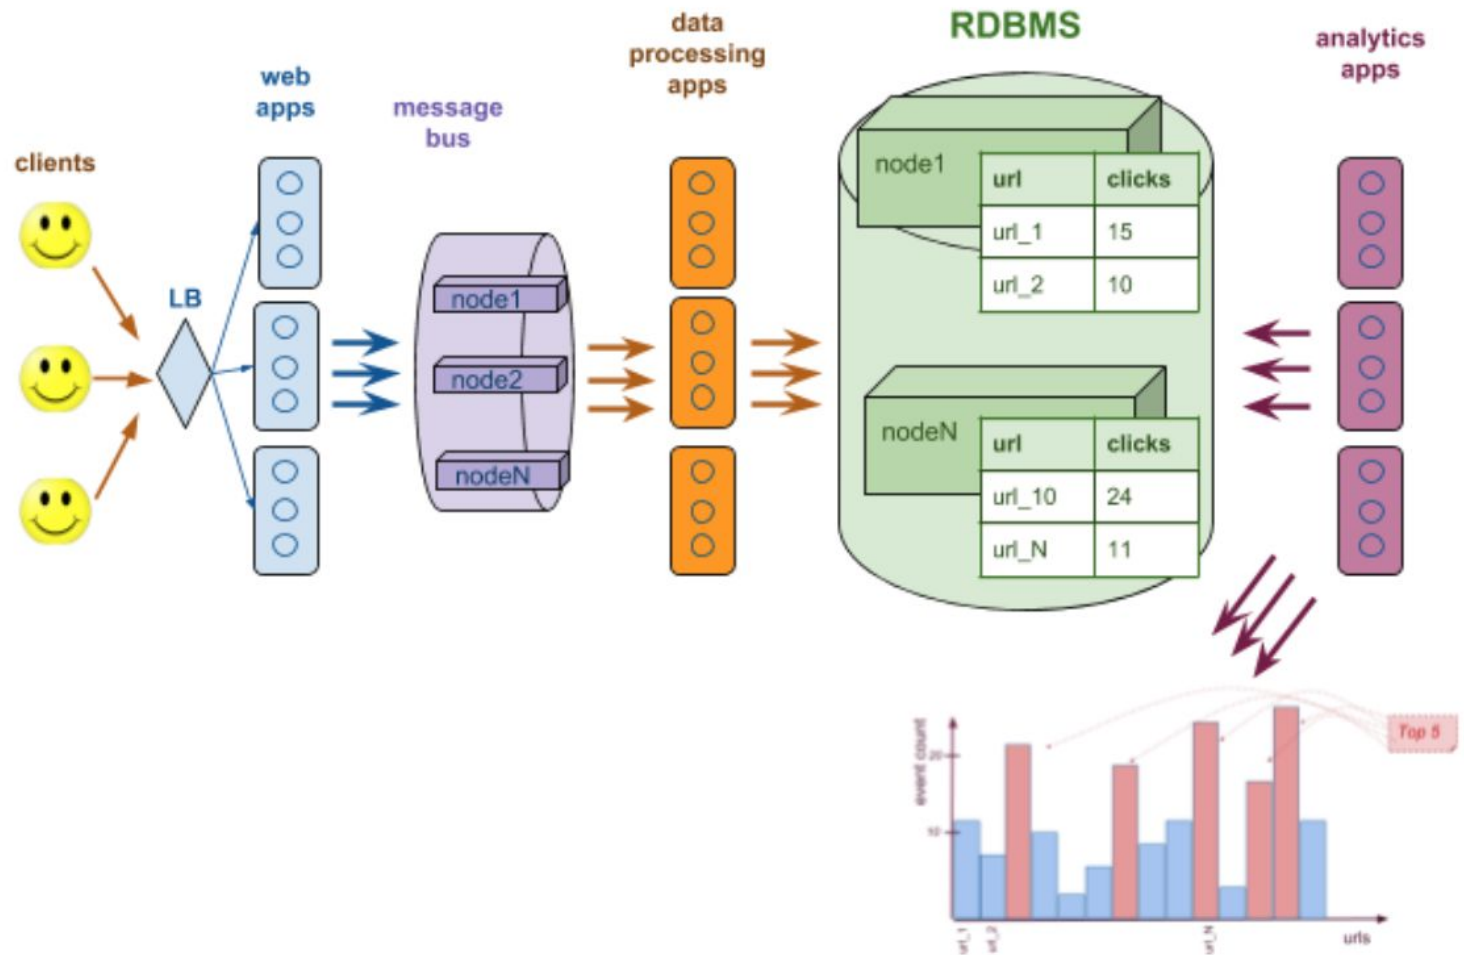 clients
LB
web
apps
message
bus
node1
node2
nodeN
data
processing
apps
RDBMS
node1
url clicks
url_1 15
url_2 10
nodeN
url clicks
url_10 24
url_N 11
analytics
apps
Top 5
event count
20
10
url_1
url_2
url_N
urls